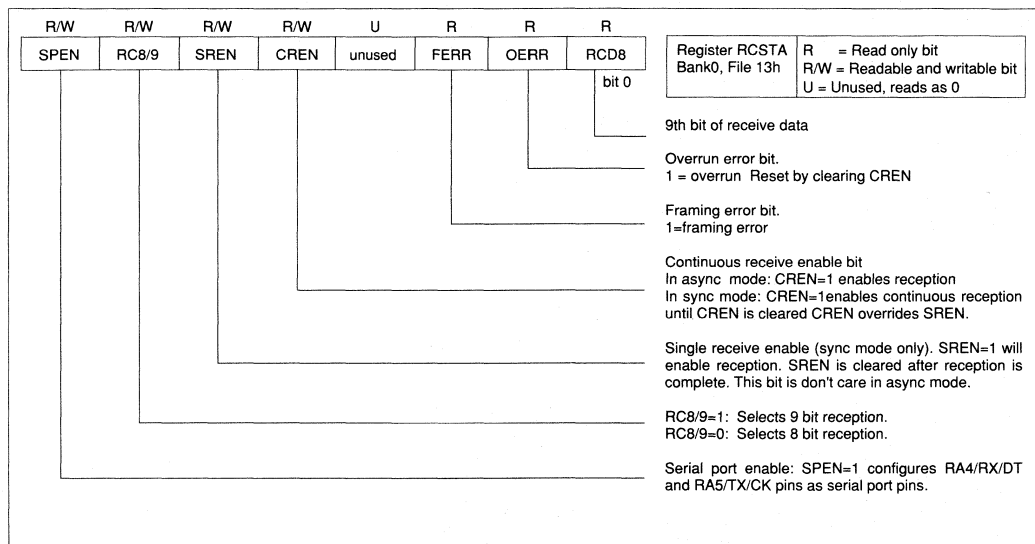 R/W R/W R/W R/W U R R R
SPEN RC8/9 SREN CREN unused FERR OERR RCD8
bit 0
Register RCSTA
Bank0, File 13h
R = Read only bit
R/W = Readable and writable bit
U = Unused, reads as 0
9th bit of receive data
Overrun error bit.
1 = overrun Reset by clearing CREN
Framing error bit.
1=framing error
Continuous receive enable bit
In async mode: CREN=1 enables reception
In sync mode: CREN=1enables continuous reception
until CREN is cleared CREN overrides SREN.
Single receive enable (sync mode only). SREN=1 will
enable reception. SREN is cleared after reception is
complete. This bit is don't care in async mode.
RC8/9=1: Selects 9 bit reception.
RC8/9=0: Selects 8 bit reception.
Serial port enable: SPEN=1 configures RA4/RX/DT
and RA5/TX/CK pins as serial port pins.